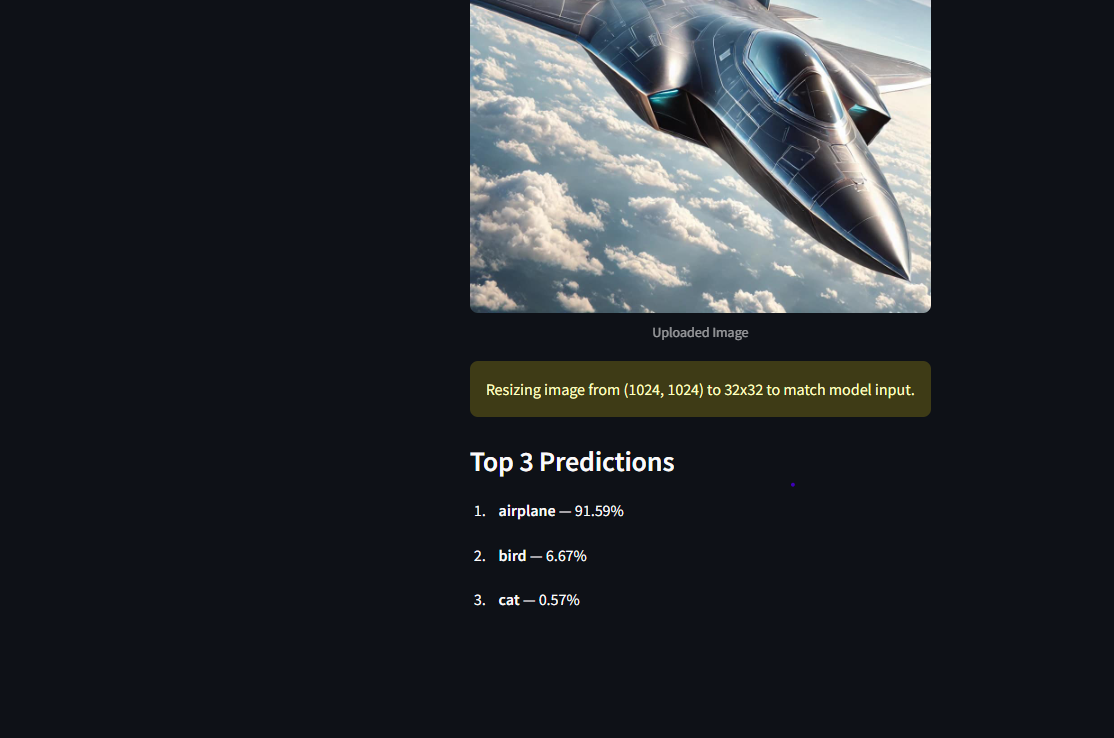 Uploaded Image
Resizing image from (1024, 1024) to 32x32 to match model input.
Top 3 Predictions
1. airplane — 91.59%
2. bird — 6.67%
3. cat — 0.57%